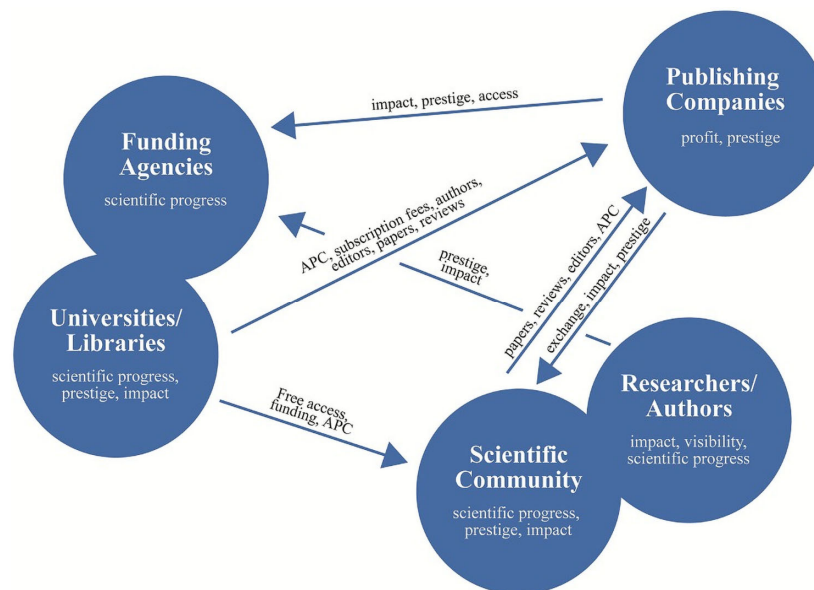 Publishing
Companies
profit, prestige
impact, prestige, access
Funding
Agencies
scientific progress
APC, subscription fees, authors,
editors, papers, reviews
prestige,
impact
papers, reviews, editors, APC
exchange, impact, prestige
Universities/
Libraries
scientific progress,
prestige, impact
Free access,
funding, APC
Researchers/
Authors
impact, visibility,
scientific progress
Scientific
Community
scientific progress,
prestige, impact